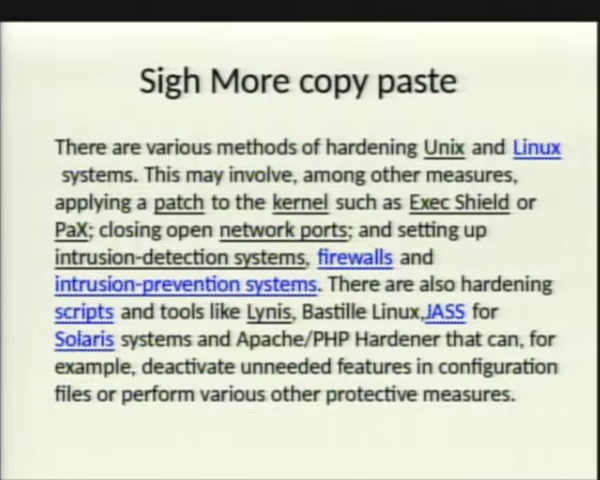 Sigh More copy paste
There are various methods of hardening Unix and Linux
systems. This may involve, among other measures,
applying a patch to the kernel such as Exec Shield or
PaX; closing open network ports; and setting up
intrusion-detection systems, firewalls and
intrusion-prevention systems. There are also hardening
scripts and tools like Lynis, Bastille Linux,JASS for
Solaris systems and Apache/PHP Hardener that can, for
example, deactivate unneeded features in configuration
files or perform various other protective measures.